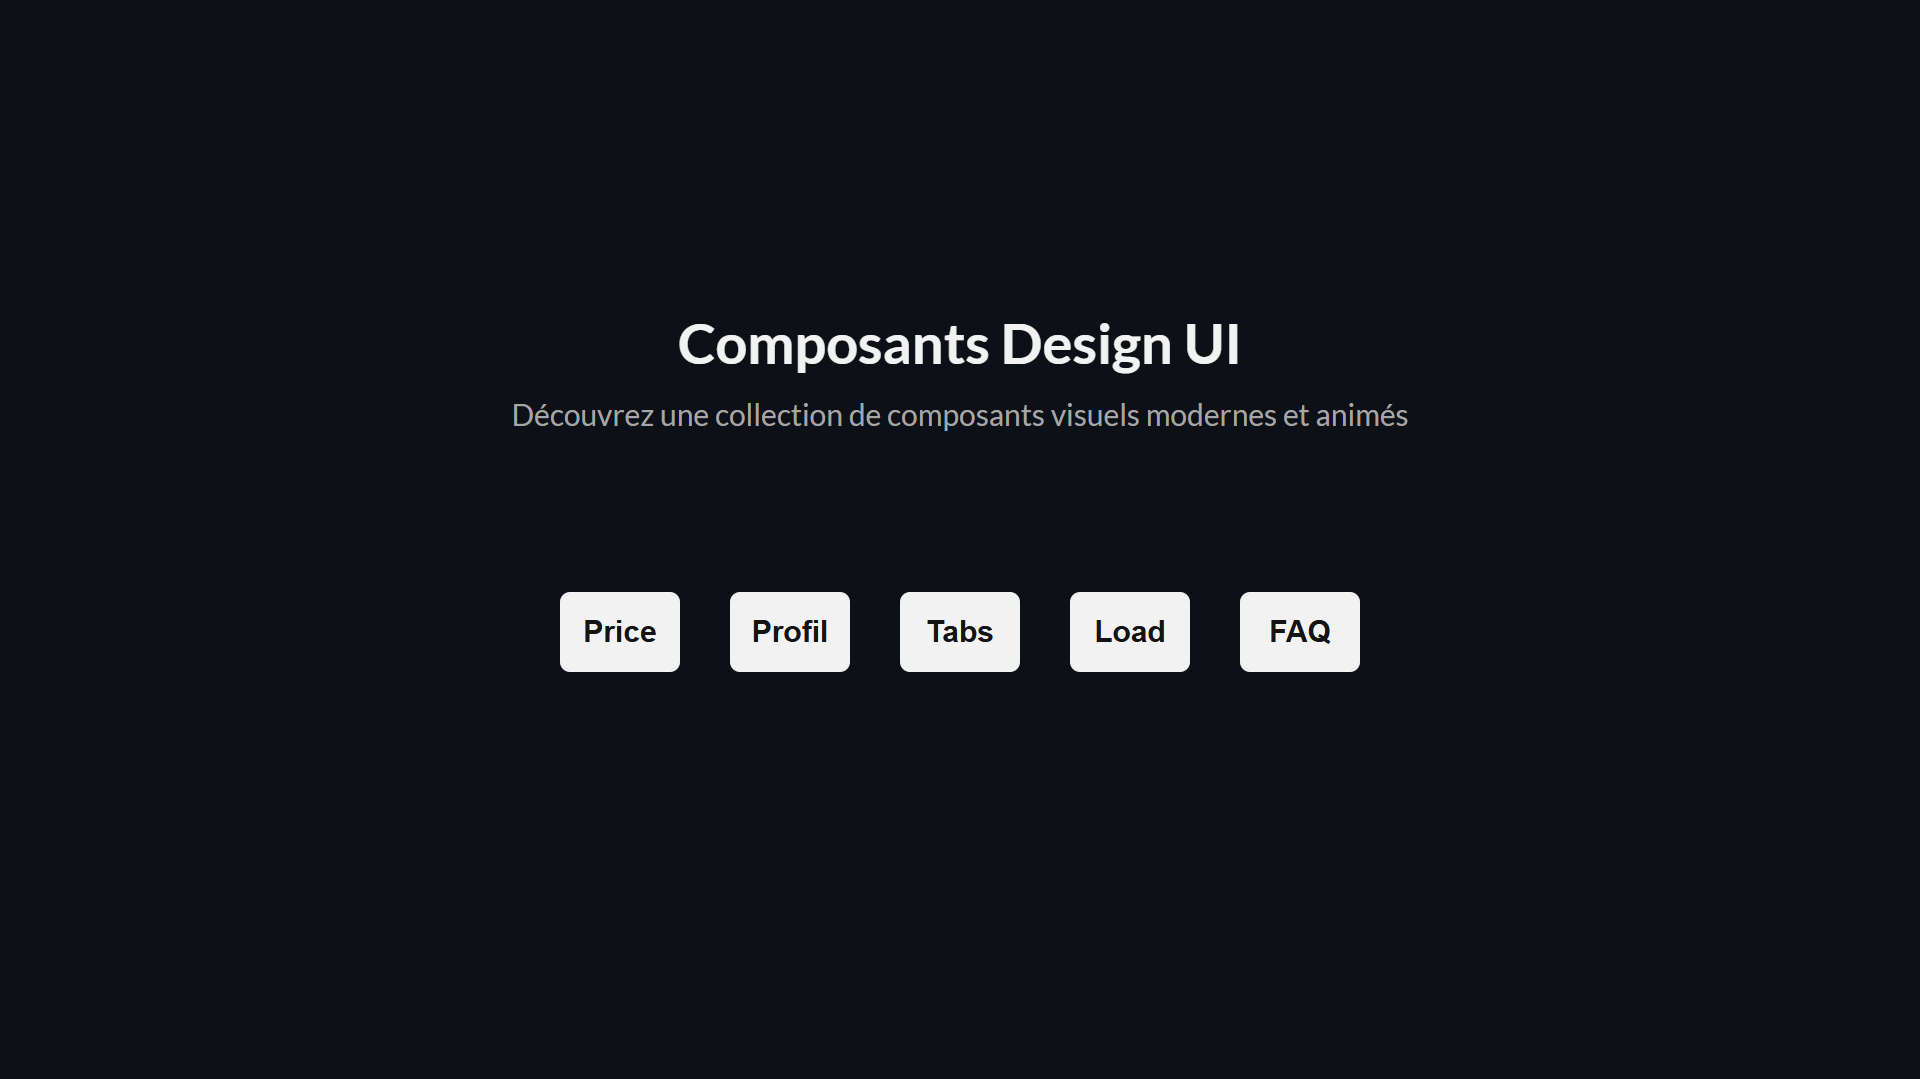 Composants Design UI
Découvrez une collection de composants visuels modernes et animés
Price Profil Tabs Load FAQ